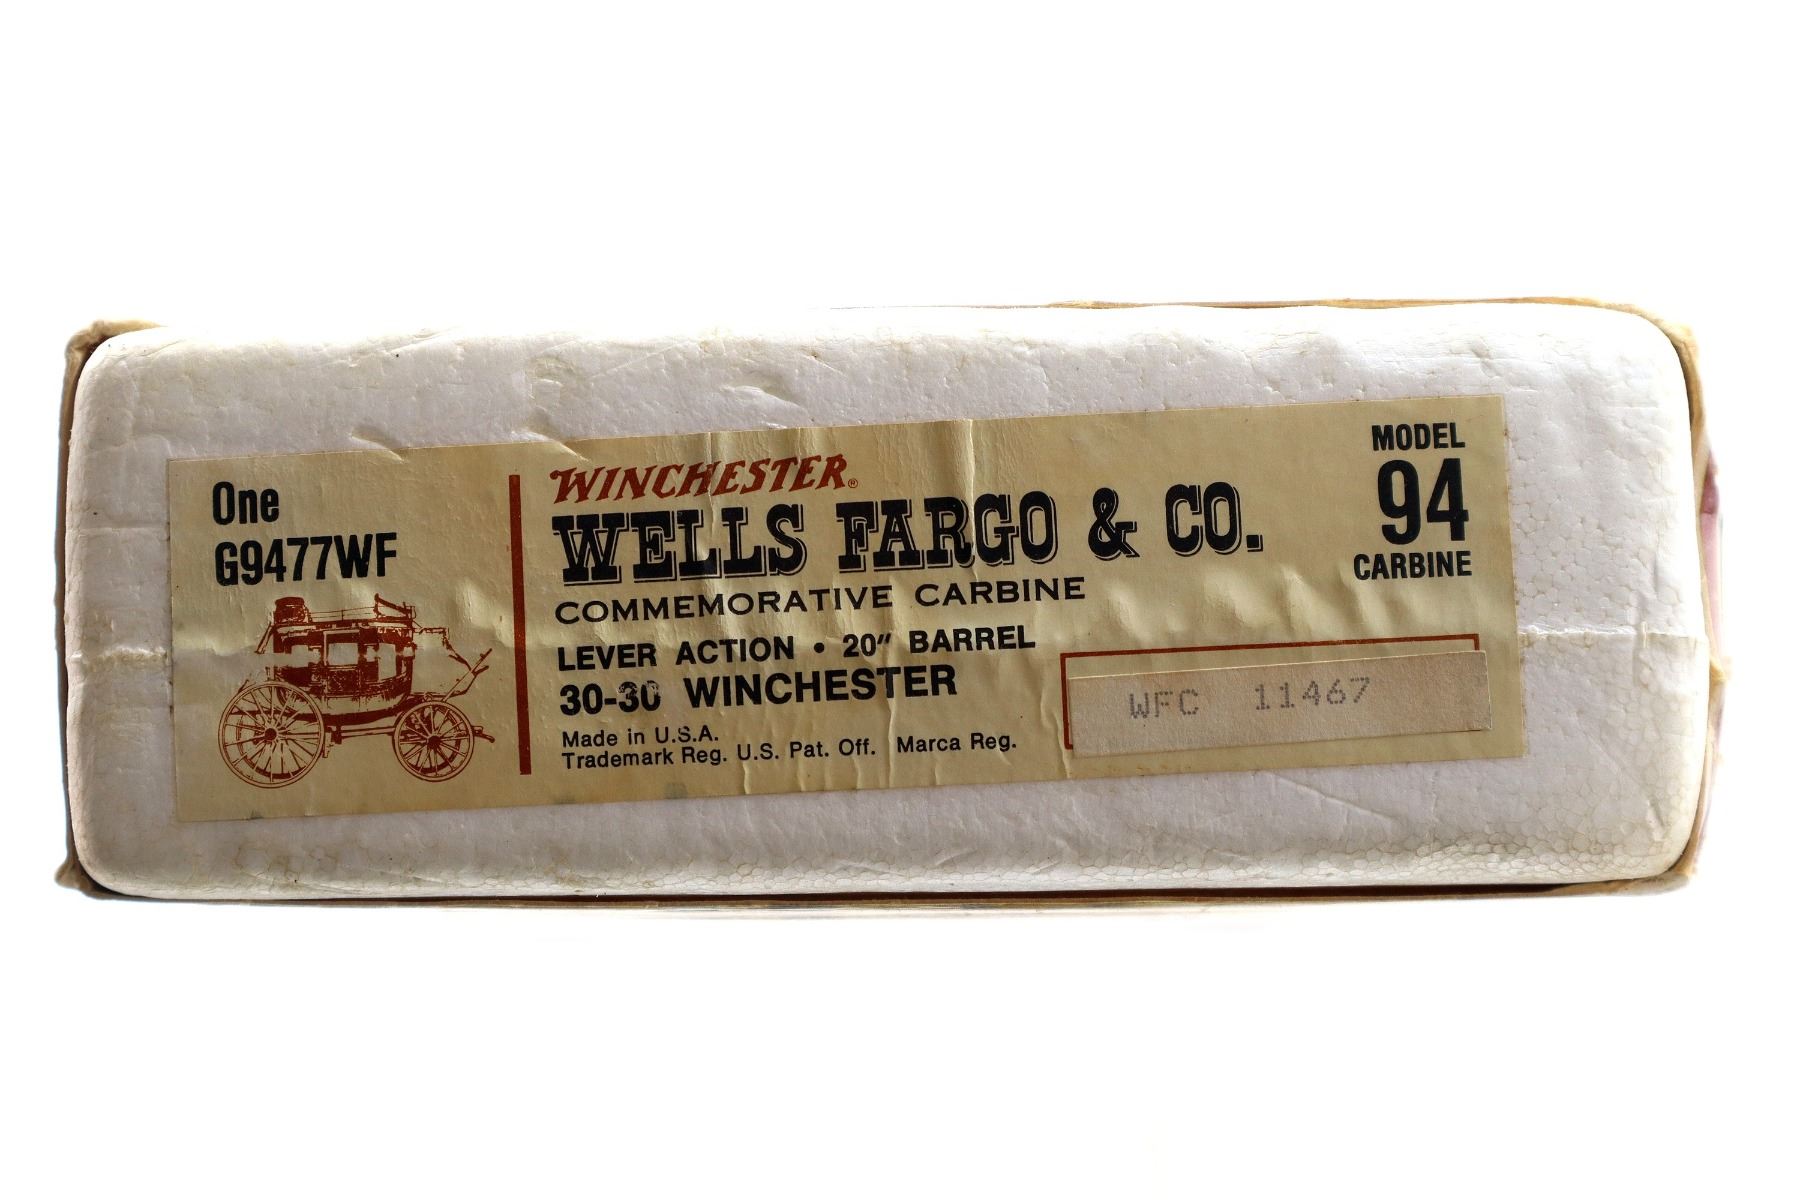 One
G9477WF
WINCHESTER®
WELLS FARGO & CO.
COMMEMORATIVE CARBINE
LEVER ACTION • 20" BARREL
30-30 WINCHESTER
Made in U.S.A.
Trademark Reg. U.S. Pat. Off. Marca Reg.
MODEL
94
CARBINE
WFC 11467